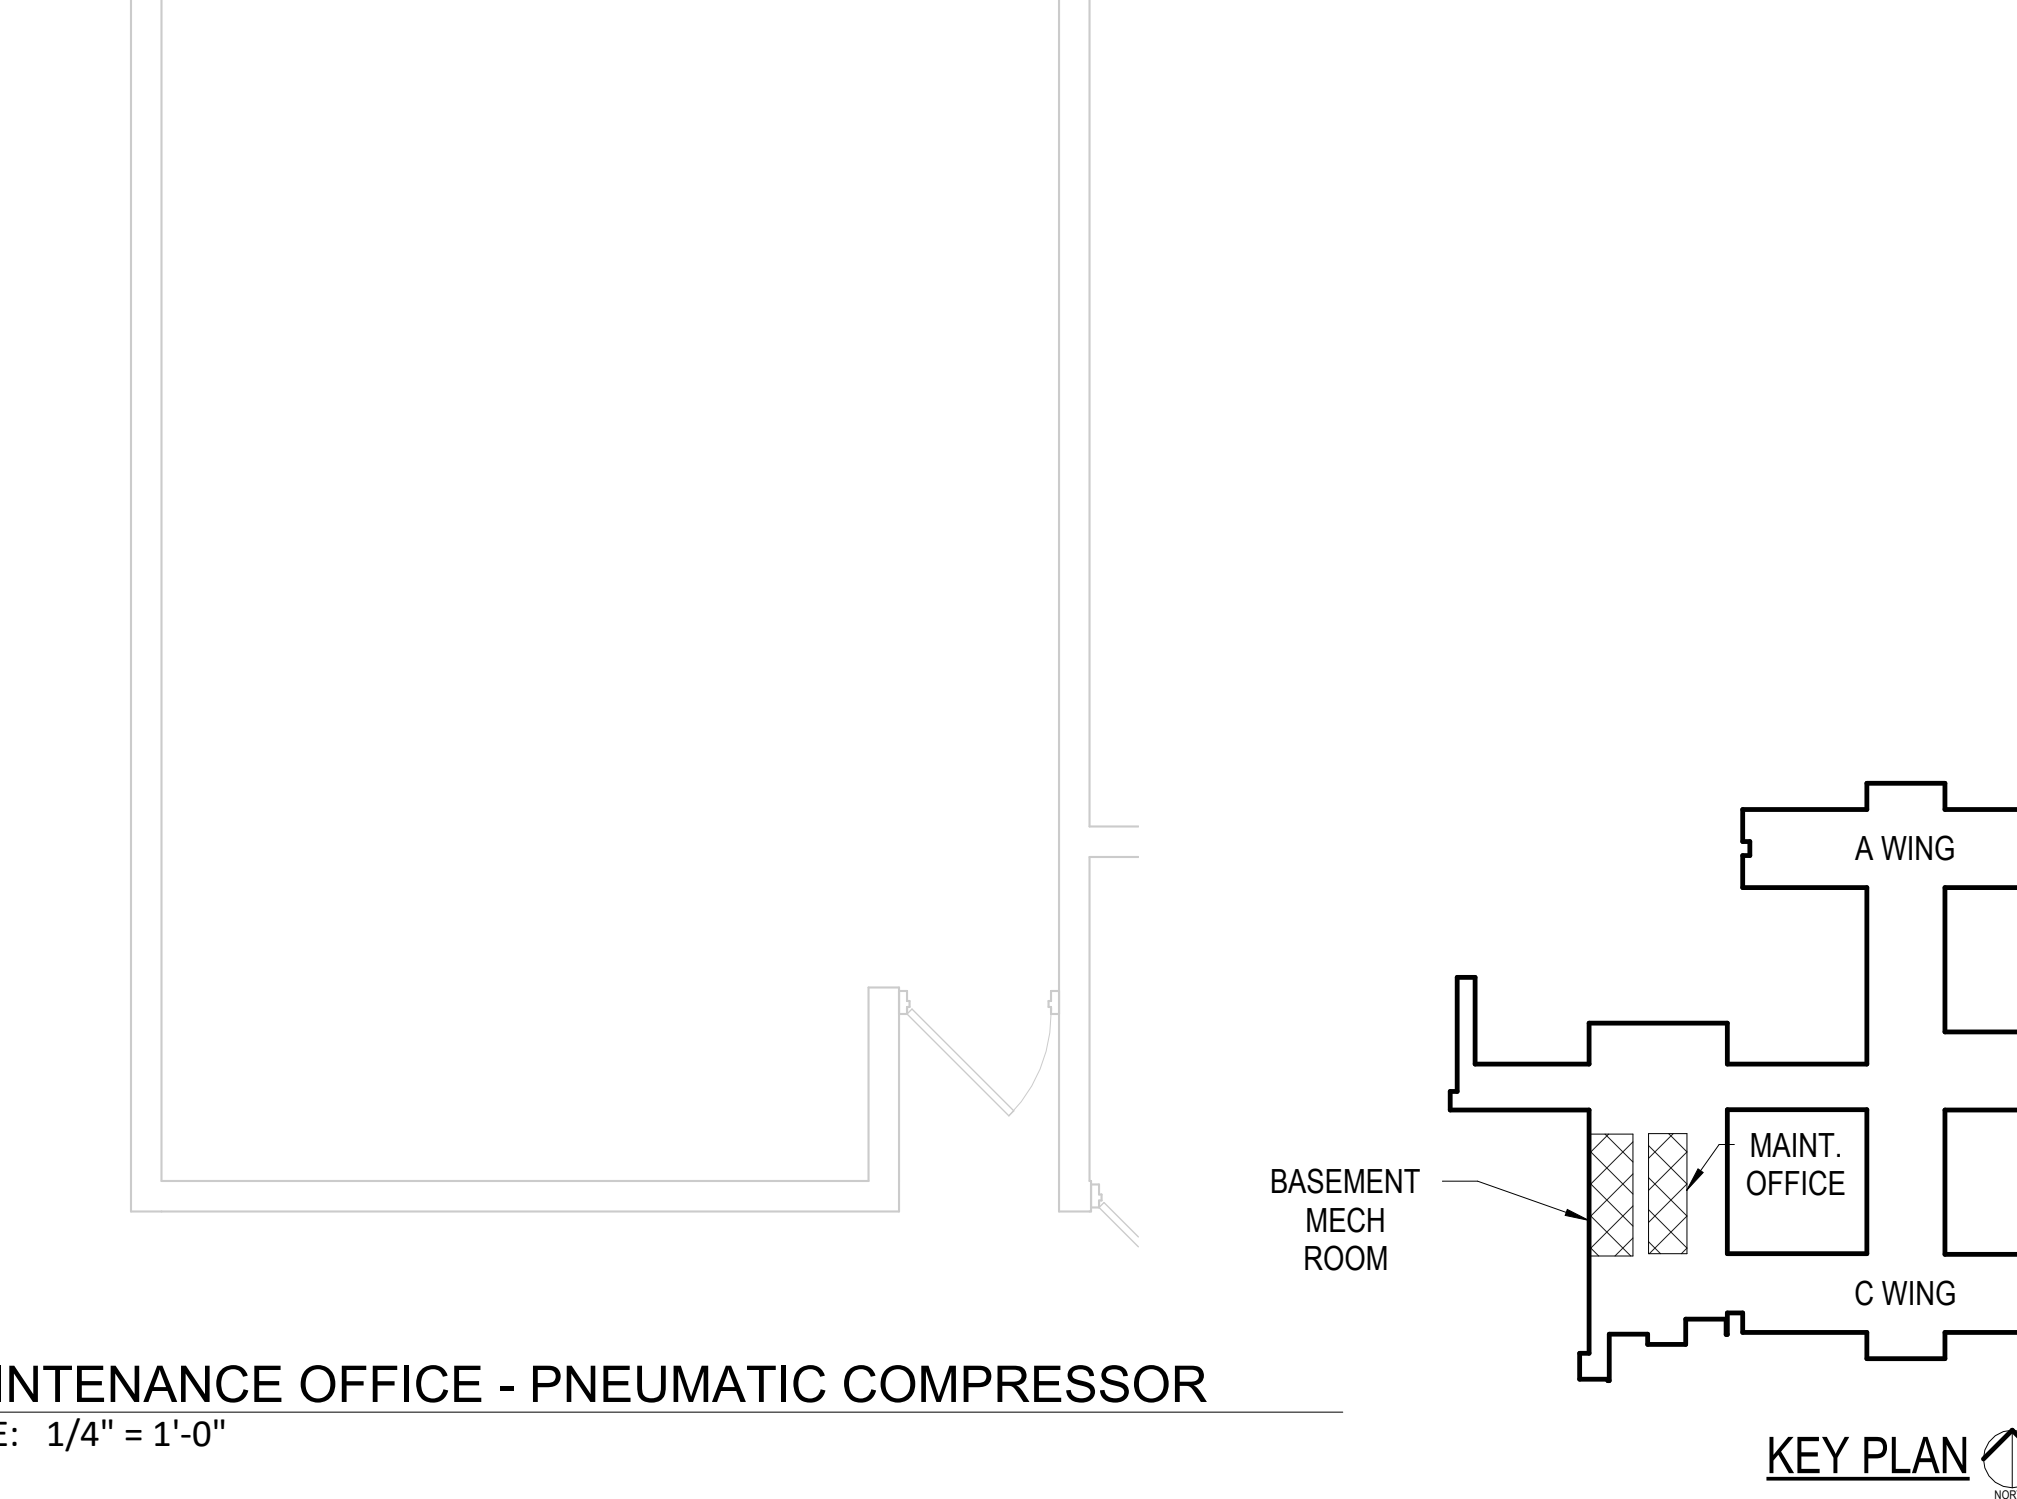 A WING
MAINT.
OFFICE
BASEMENT
MECH
ROOM
C WING
INTENANCE OFFICE - PNEUMATIC COMPRESSOR
E: 1/4" = 1'-0"
KEY PLAN
NOR